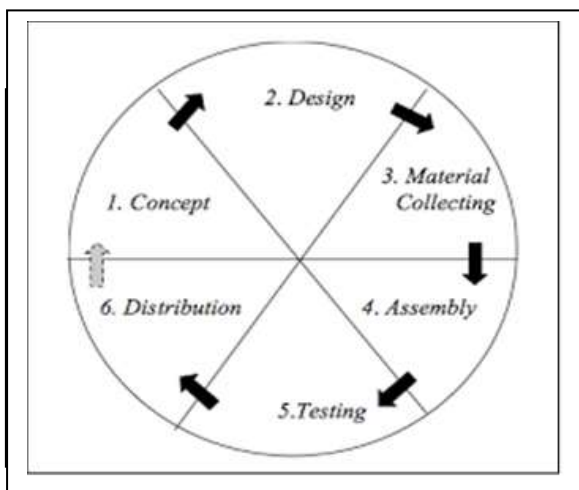 1. Concept
2. Design
3. Material
Collecting
4. Assembly
5.Testing
6. Distribution